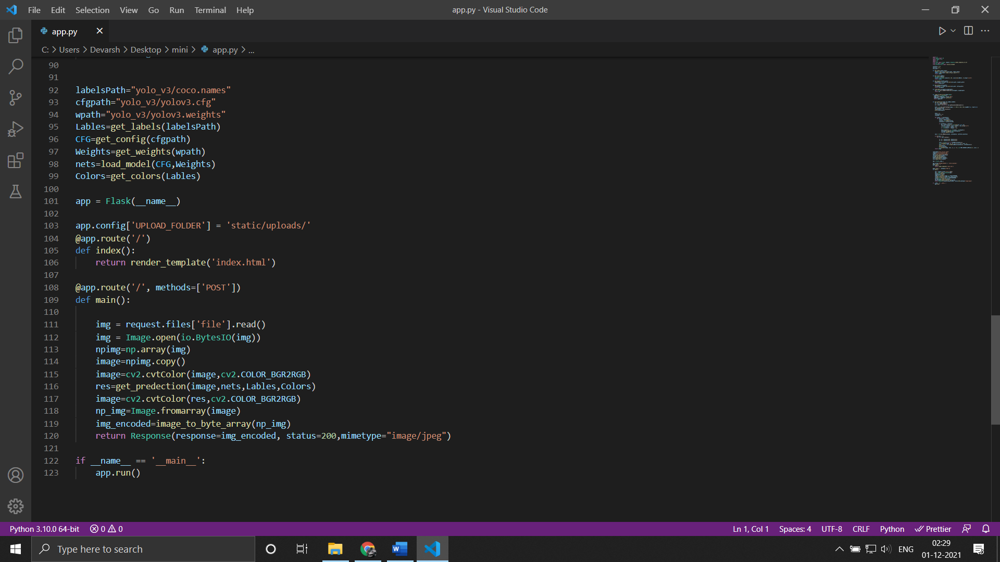 File Edit Selection View Go Run Terminal Help
app.py - Visual Studio Code
app.py
C: > Users > Devarsh > Desktop > mini > app.py > ...
90
91
92 labelsPath="yolo_v3/coco.names"
93 cfgpath="yolo_v3/yolov3.cfg"
94 wpath="yolo_v3/yolov3.weights"
95 Lables=get_labels(labelsPath)
96 CFG=get_config(cfgpath)
97 Weights=get_weights(wpath)
98 nets=load_model(CFG,Weights)
99 Colors=get_colors(Lables)
100
101 app = Flask(__name__)
102
103 app.config['UPLOAD_FOLDER'] = 'static/uploads/'
104 @app.route('/')
105 def index():
106     return render_template('index.html')
107
108 @app.route('/', methods=['POST'])
109 def main():
110
111     img = request.files['file'].read()
112     img = Image.open(io.BytesIO(img))
113     npimg=np.array(img)
114     image=npimg.copy()
115     image=cv2.cvtColor(image,cv2.COLOR_BGR2RGB)
116     res=get_predection(image,nets,Lables,Colors)
117     image=cv2.cvtColor(res,cv2.COLOR_BGR2RGB)
118     np_img=Image.fromarray(image)
119     img_encoded=image_to_byte_array(np_img)
120     return Response(response=img_encoded, status=200,mimetype="image/jpeg")
121
122 if __name__ == '__main__':
123     app.run()
Python 3.10.0 64-bit 0 0
Ln 1, Col 1 Spaces: 4 UTF-8 CRLF Python Prettier
Type here to search
ENG
02:29
01-12-2021